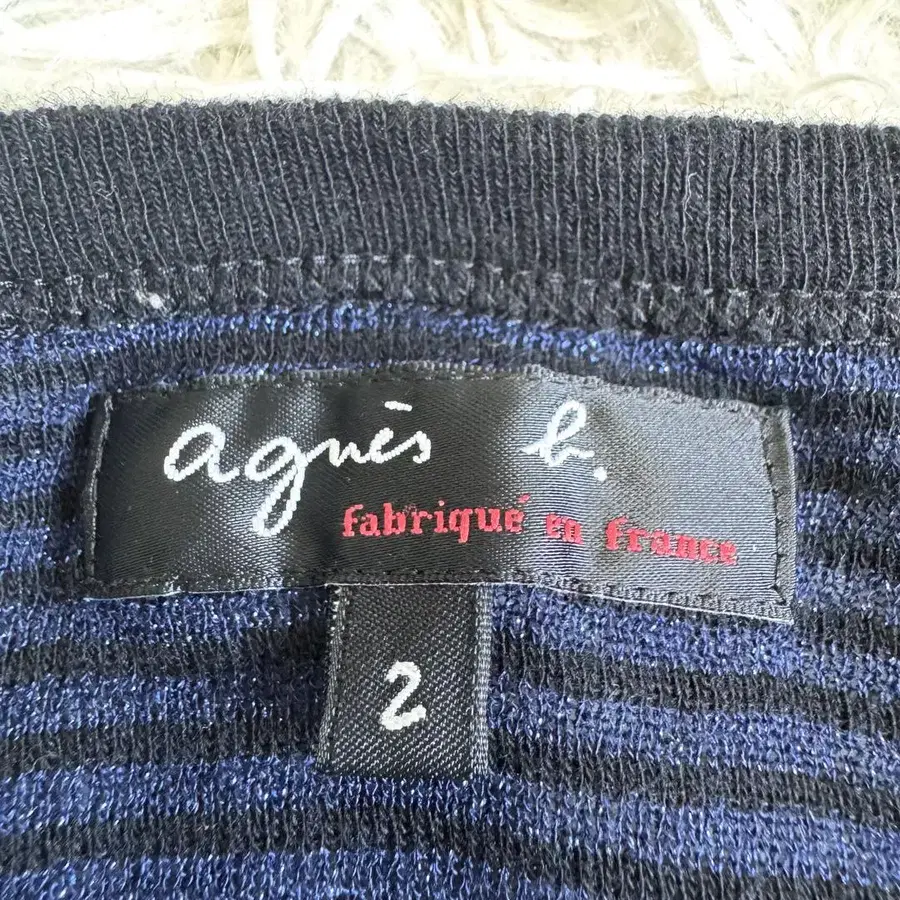 agnès b.
fabriqué en france
2